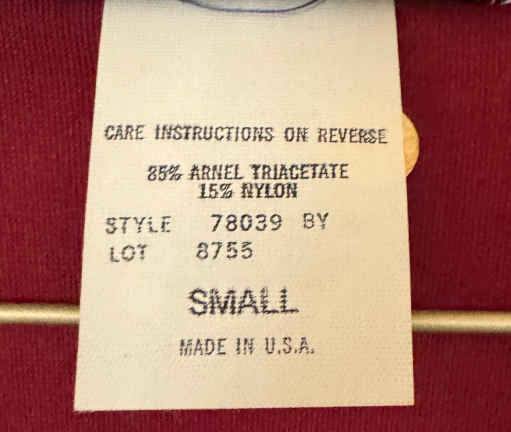 CARE INSTRUCTIONS ON REVERSE
85% ARNEL TRIACETATE
15% NYLON
STYLE 78039 BY
LOT 8755
SMALL
MADE IN U.S.A.